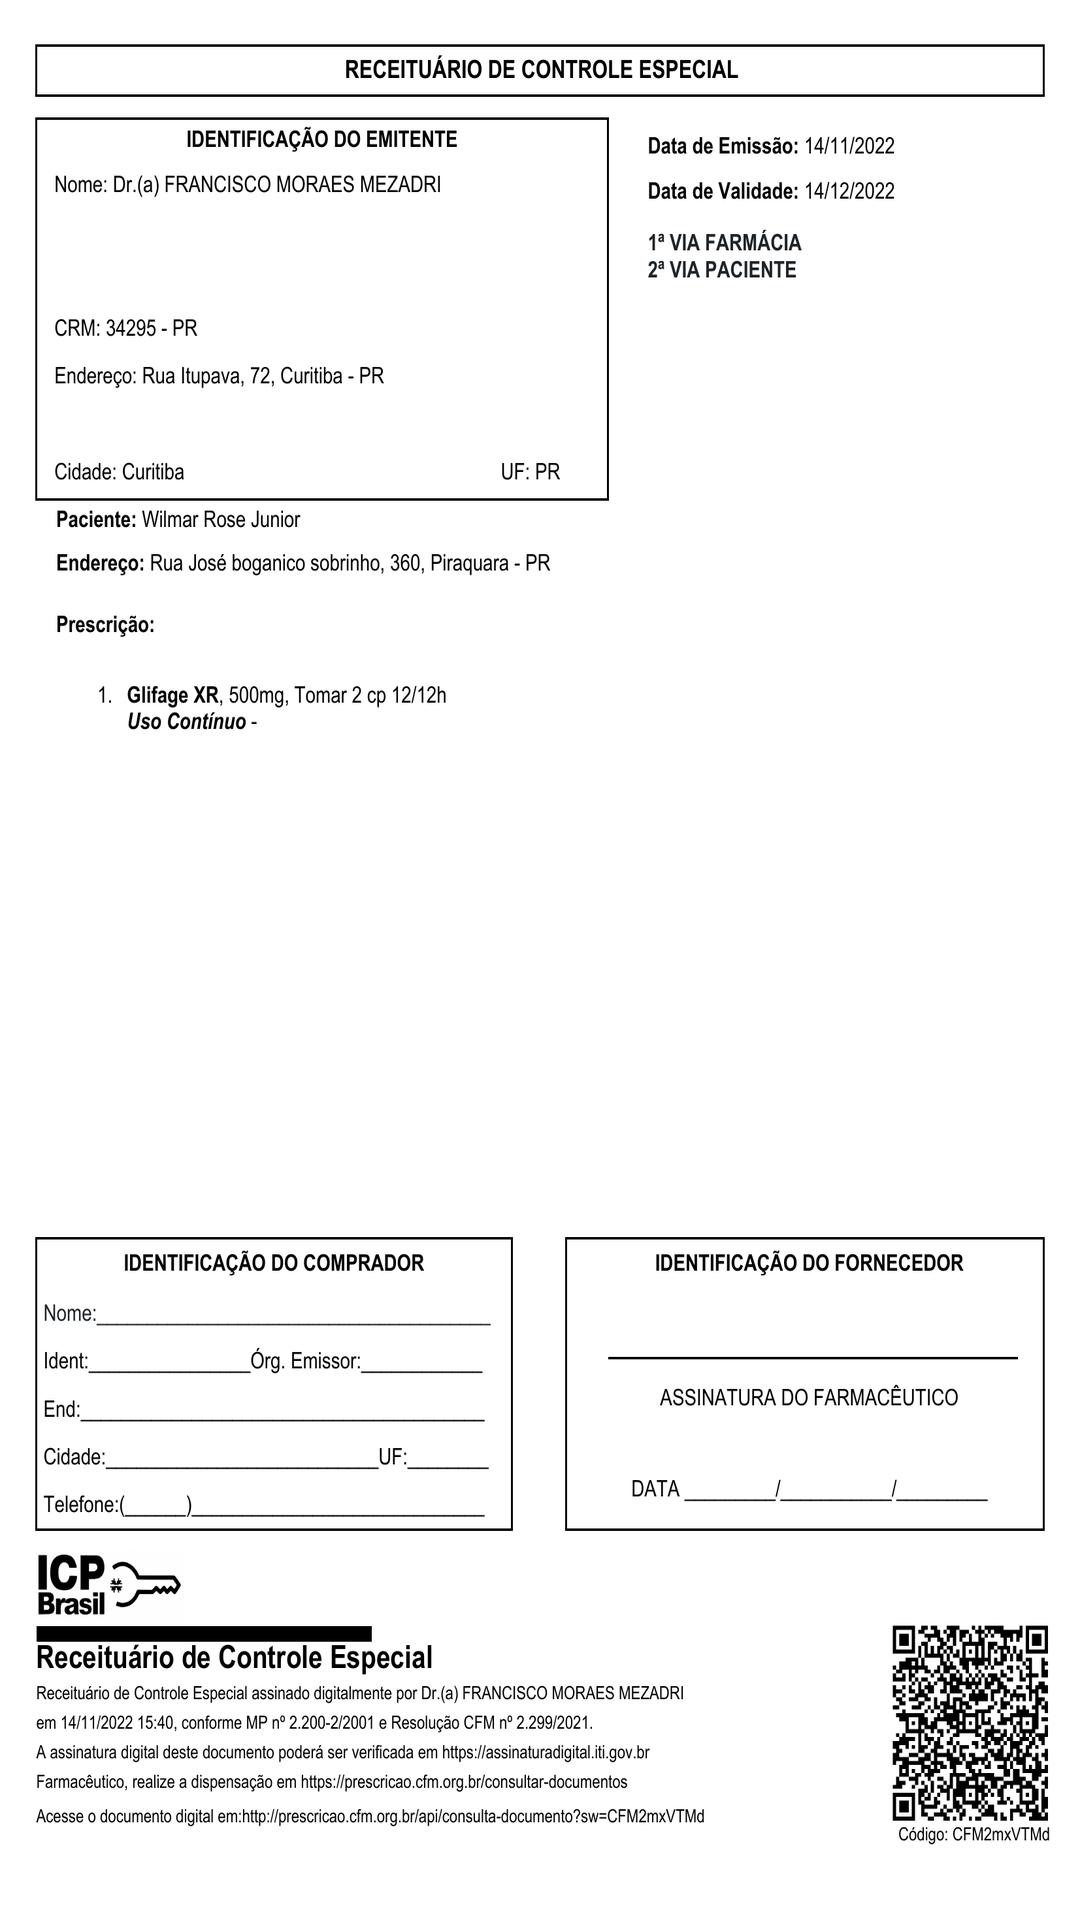 RECEITUÁRIO DE CONTROLE ESPECIAL
IDENTIFICAÇÃO DO EMITENTE
Nome: Dr.(a) FRANCISCO MORAES MEZADRI
CRM: 34295 - PR
Endereço: Rua Itupava, 72, Curitiba - PR
Cidade: Curitiba UF: PR
Data de Emissão: 14/11/2022
Data de Validade: 14/12/2022
1ª VIA FARMÁCIA
2ª VIA PACIENTE
Paciente: Wilmar Rose Junior
Endereço: Rua José boganico sobrinho, 360, Piraquara - PR
Prescrição:
1. Glifage XR, 500mg, Tomar 2 cp 12/12h
Uso Contínuo -
IDENTIFICAÇÃO DO COMPRADOR
Nome:_______________________________________
Ident:________________Órg. Emissor:____________
End:________________________________________
Cidade:___________________________UF:________
Telefone:(______)_____________________________
IDENTIFICAÇÃO DO FORNECEDOR
ASSINATURA DO FARMACÊUTICO
DATA _________/___________/_________
ICP
Brasil
Receituário de Controle Especial
Receituário de Controle Especial assinado digitalmente por Dr.(a) FRANCISCO MORAES MEZADRI
em 14/11/2022 15:40, conforme MP nº 2.200-2/2001 e Resolução CFM nº 2.299/2021.
A assinatura digital deste documento poderá ser verificada em https://assinaturadigital.iti.gov.br
Farmacêutico, realize a dispensação em https://prescricao.cfm.org.br/consultar-documentos
Acesse o documento digital em:http://prescricao.cfm.org.br/api/consulta-documento?sw=CFM2mxVTMd
Código: CFM2mxVTMd